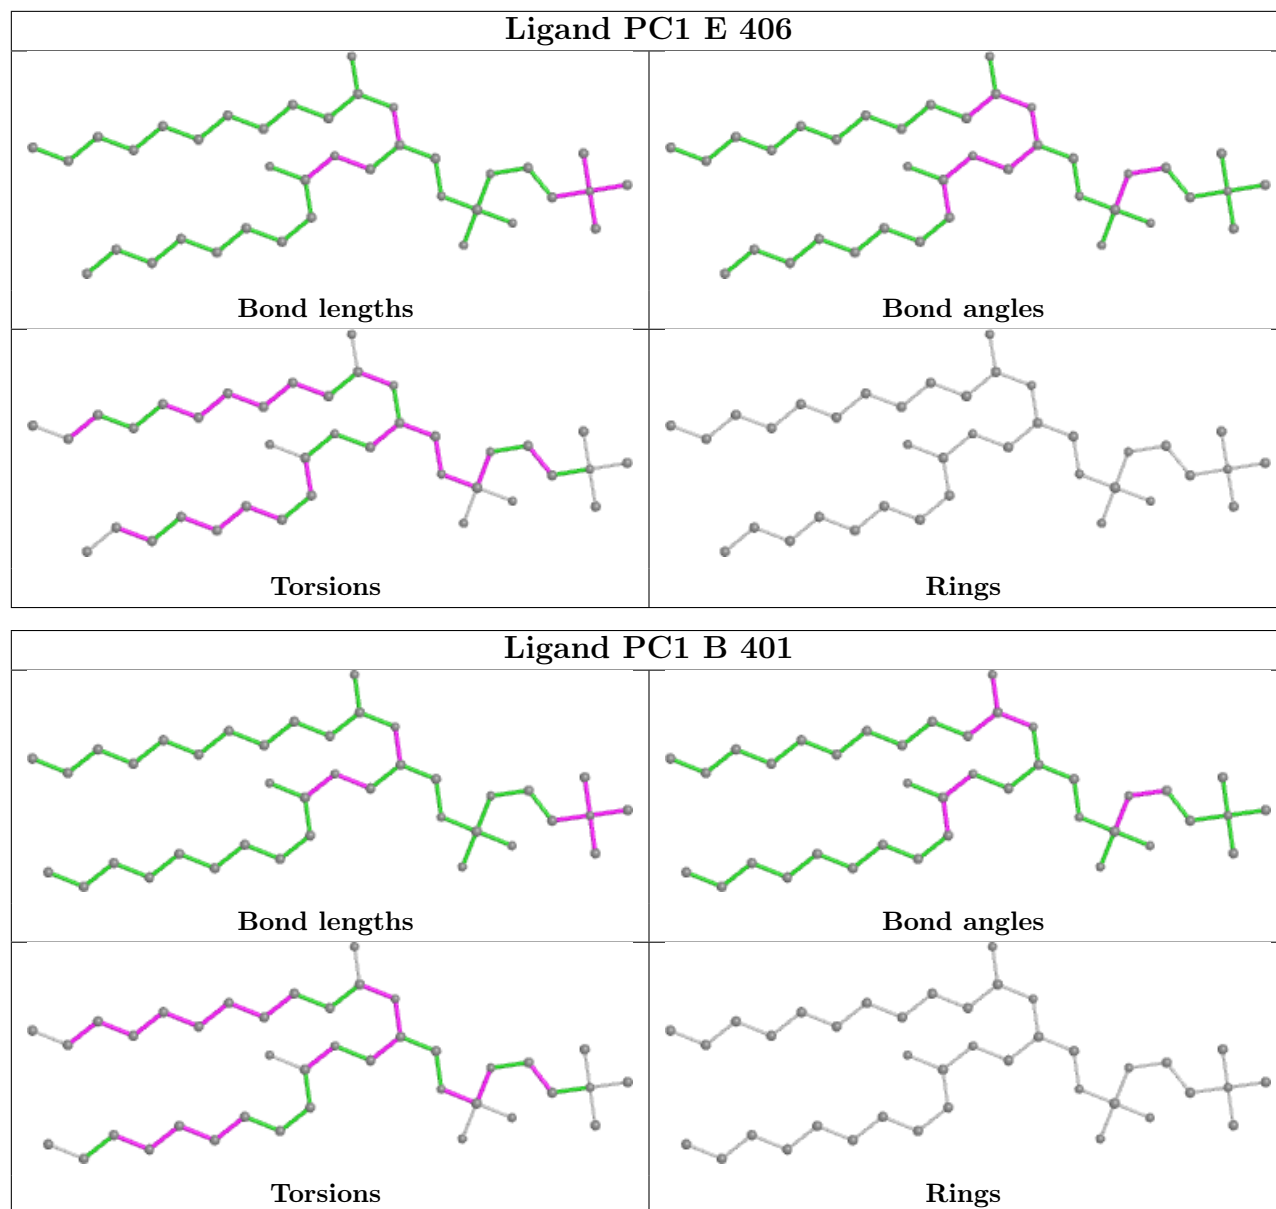 Ligand PC1 E 406
Bond lengths
Bond angles
Torsions
Rings
Ligand PC1 B 401
Bond lengths
Bond angles
Torsions
Rings